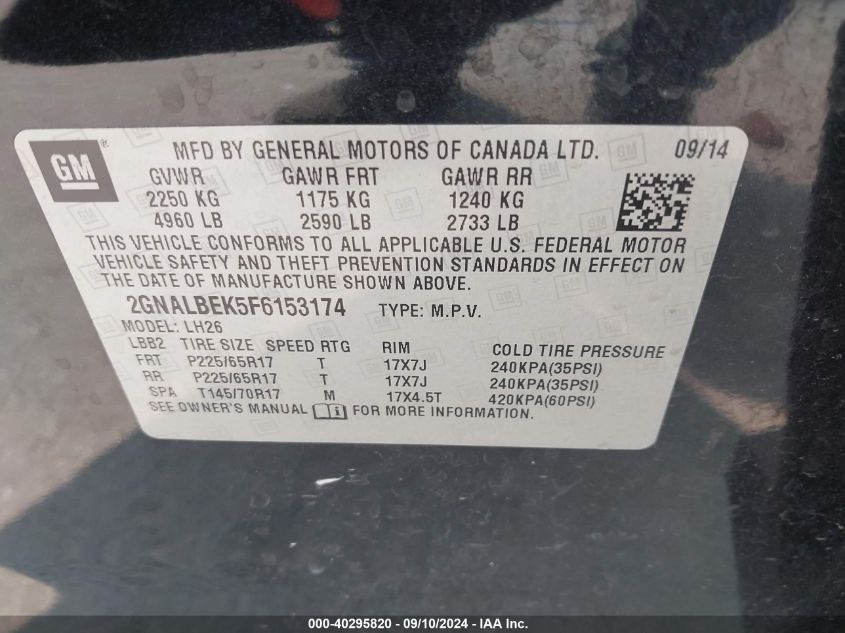 GM ® MFD BY GENERAL MOTORS OF CANADA LTD. 09/14
GVWR GAWR FRT GAWR RR
2250 KG 1175 KG 1240 KG
4960 LB 2590 LB 2733 LB
THIS VEHICLE CONFORMS TO ALL APPLICABLE U.S. FEDERAL MOTOR
VEHICLE SAFETY AND THEFT PREVENTION STANDARDS IN EFFECT ON
THE DATE OF MANUFACTURE SHOWN ABOVE.
2GNALBEK5F6153174 TYPE: M.P.V.
MODEL: LH26
LBB2 TIRE SIZE SPEED RTG RIM COLD TIRE PRESSURE
FRT P225/65R17 T 17X7J 240KPA(35PSI)
RR P225/65R17 T 17X7J 240KPA(35PSI)
SPA T145/70R17 M 17X4.5T 420KPA(60PSI)
SEE OWNER'S MANUAL i FOR MORE INFORMATION.
000-40295820 - 09/10/2024 - IAA Inc.